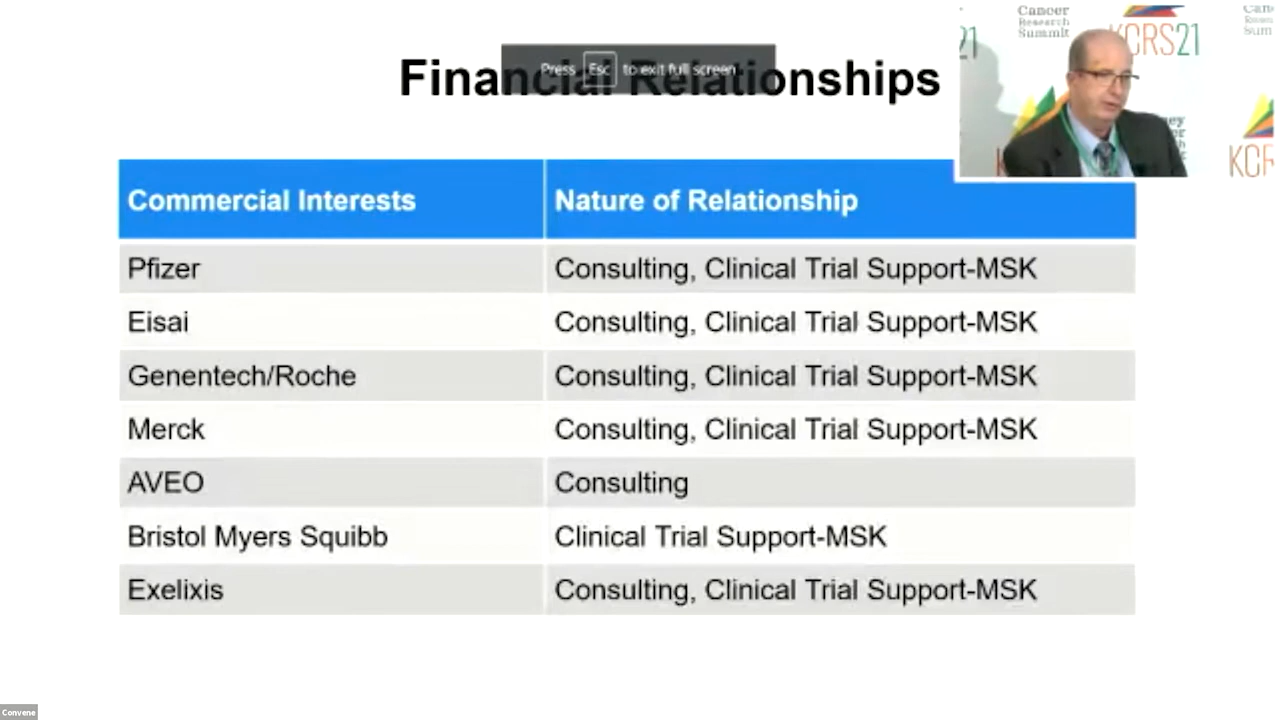 Financial Relationships
Press Esc to exit full screen
Cancer
Research
Summit
KCRS21
21
Commercial Interests Nature of Relationship
Pfizer Consulting, Clinical Trial Support-MSK
Eisai Consulting, Clinical Trial Support-MSK
Genentech/Roche Consulting, Clinical Trial Support-MSK
Merck Consulting, Clinical Trial Support-MSK
AVEO Consulting
Bristol Myers Squibb Clinical Trial Support-MSK
Exelixis Consulting, Clinical Trial Support-MSK
Convene